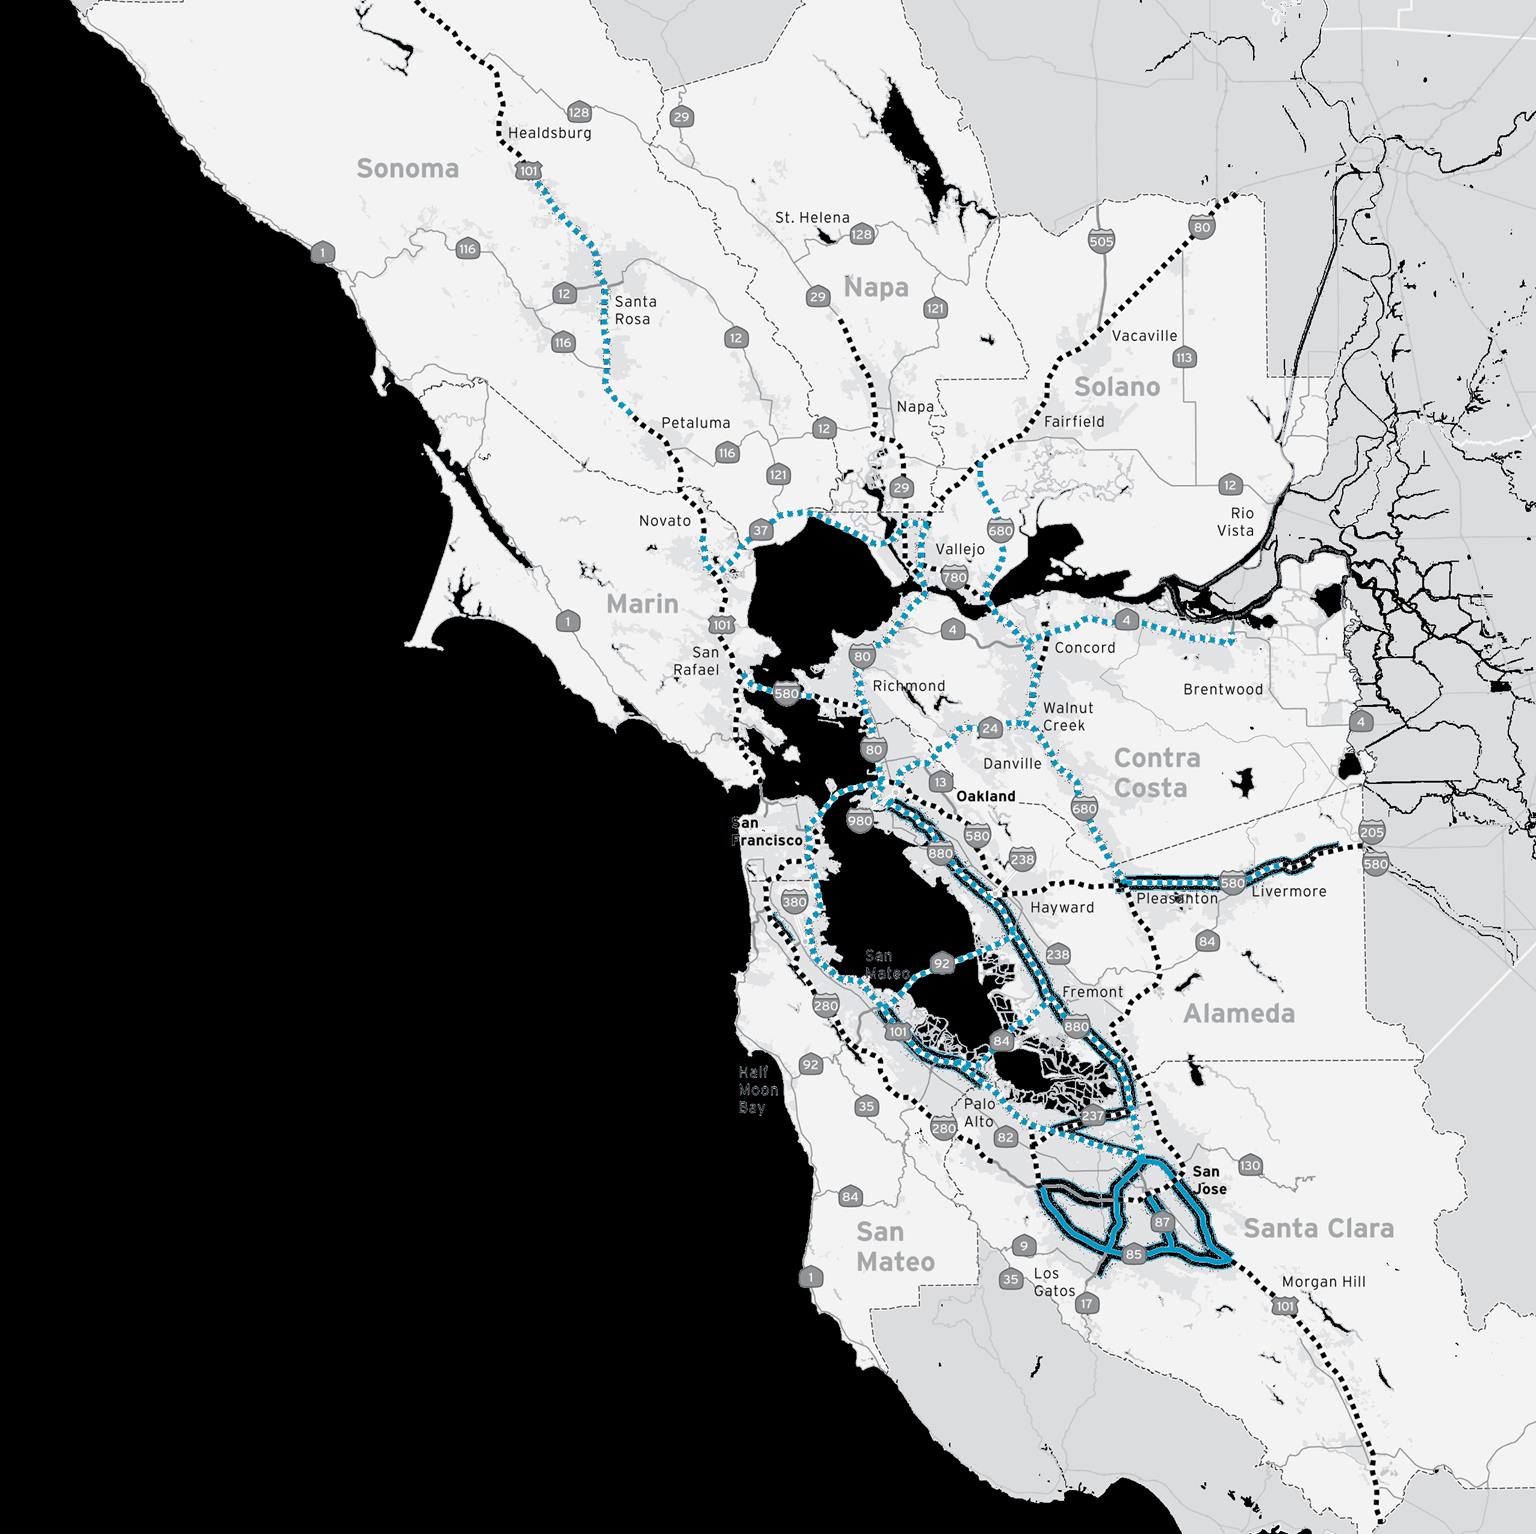 128
29
Healdsburg
Sonoma
101
St. Helena
128
505
80
1
116
Napa
12
29
121
Santa
Rosa
116
12
Vacaville
113
Solano
Napa
Petaluma
12
Fairfield
116
121
29
12
Novato
37
680
Rio
Vista
Vallejo
780
Marin
1
101
4
4
San
Rafael
80
Concord
580
Richmond
Brentwood
Walnut
Creek
24
4
80
Danville
Contra
Costa
13
Oakland
680
San
Francisco
980
580
205
880
238
580
380
Hayward
Pleasanton
580
Livermore
84
San
Mateo
92
238
Fremont
280
101
880
Alameda
84
Half
Moon
Bay
92
35
Palo
Alto
237
280
82
130
San
Jose
84
87
Santa Clara
San
Mateo
9
85
35
Los
Gatos
1
17
Morgan Hill
101